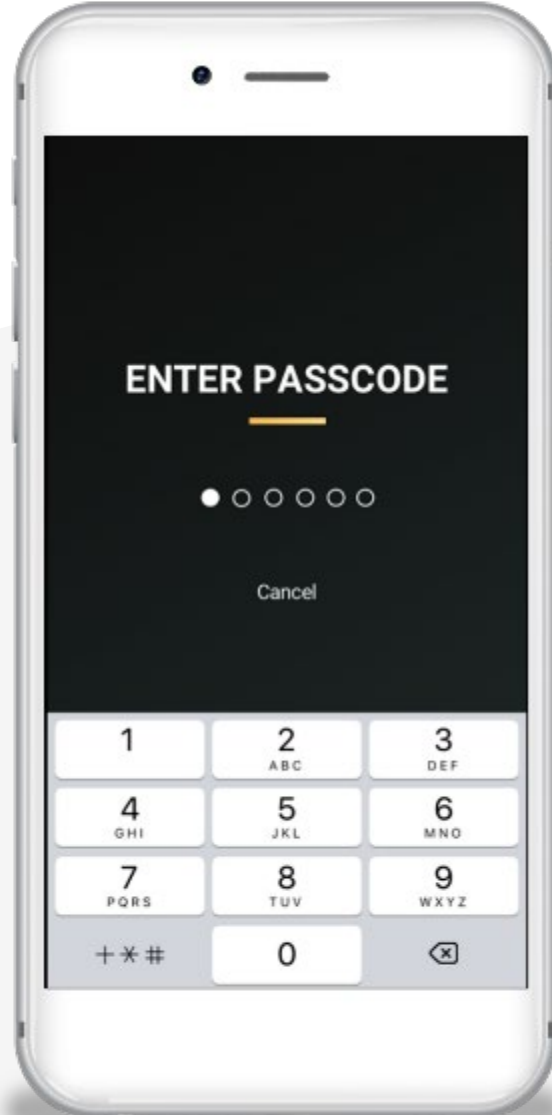 ENTER PASSCODE
Cancel
1 2 3
ABC DEF
4 5 6
GHI JKL MNO
7 8 9
PQRS TUV WXYZ
+*# 0